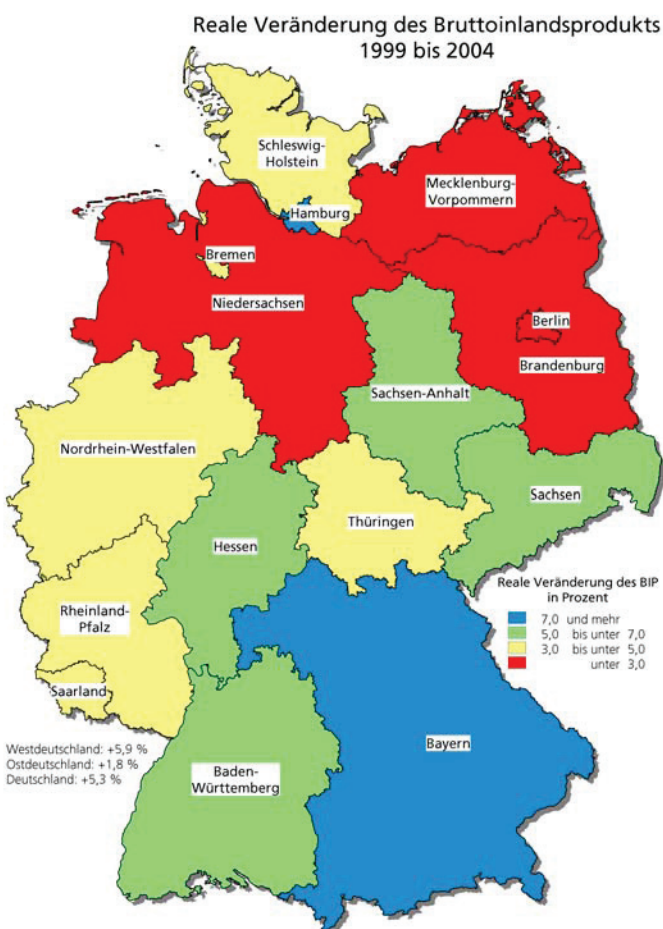 Reale Veränderung des Bruttoinlandsprodukts
1999 bis 2004
Schleswig-
Holstein
Mecklenburg-
Vorpommern
Hamburg
Bremen
Niedersachsen
Berlin
Brandenburg
Sachsen-Anhalt
Nordrhein-Westfalen
Sachsen
Thüringen
Hessen
Reale Veränderung des BIP
in Prozent
7,0 und mehr
5,0 bis unter 7,0
3,0 bis unter 5,0
unter 3,0
Rheinland-
Pfalz
Saarland
Westdeutschland: +5,9 %
Ostdeutschland: +1,8 %
Deutschland: +5,3 %
Bayern
Baden-
Württemberg